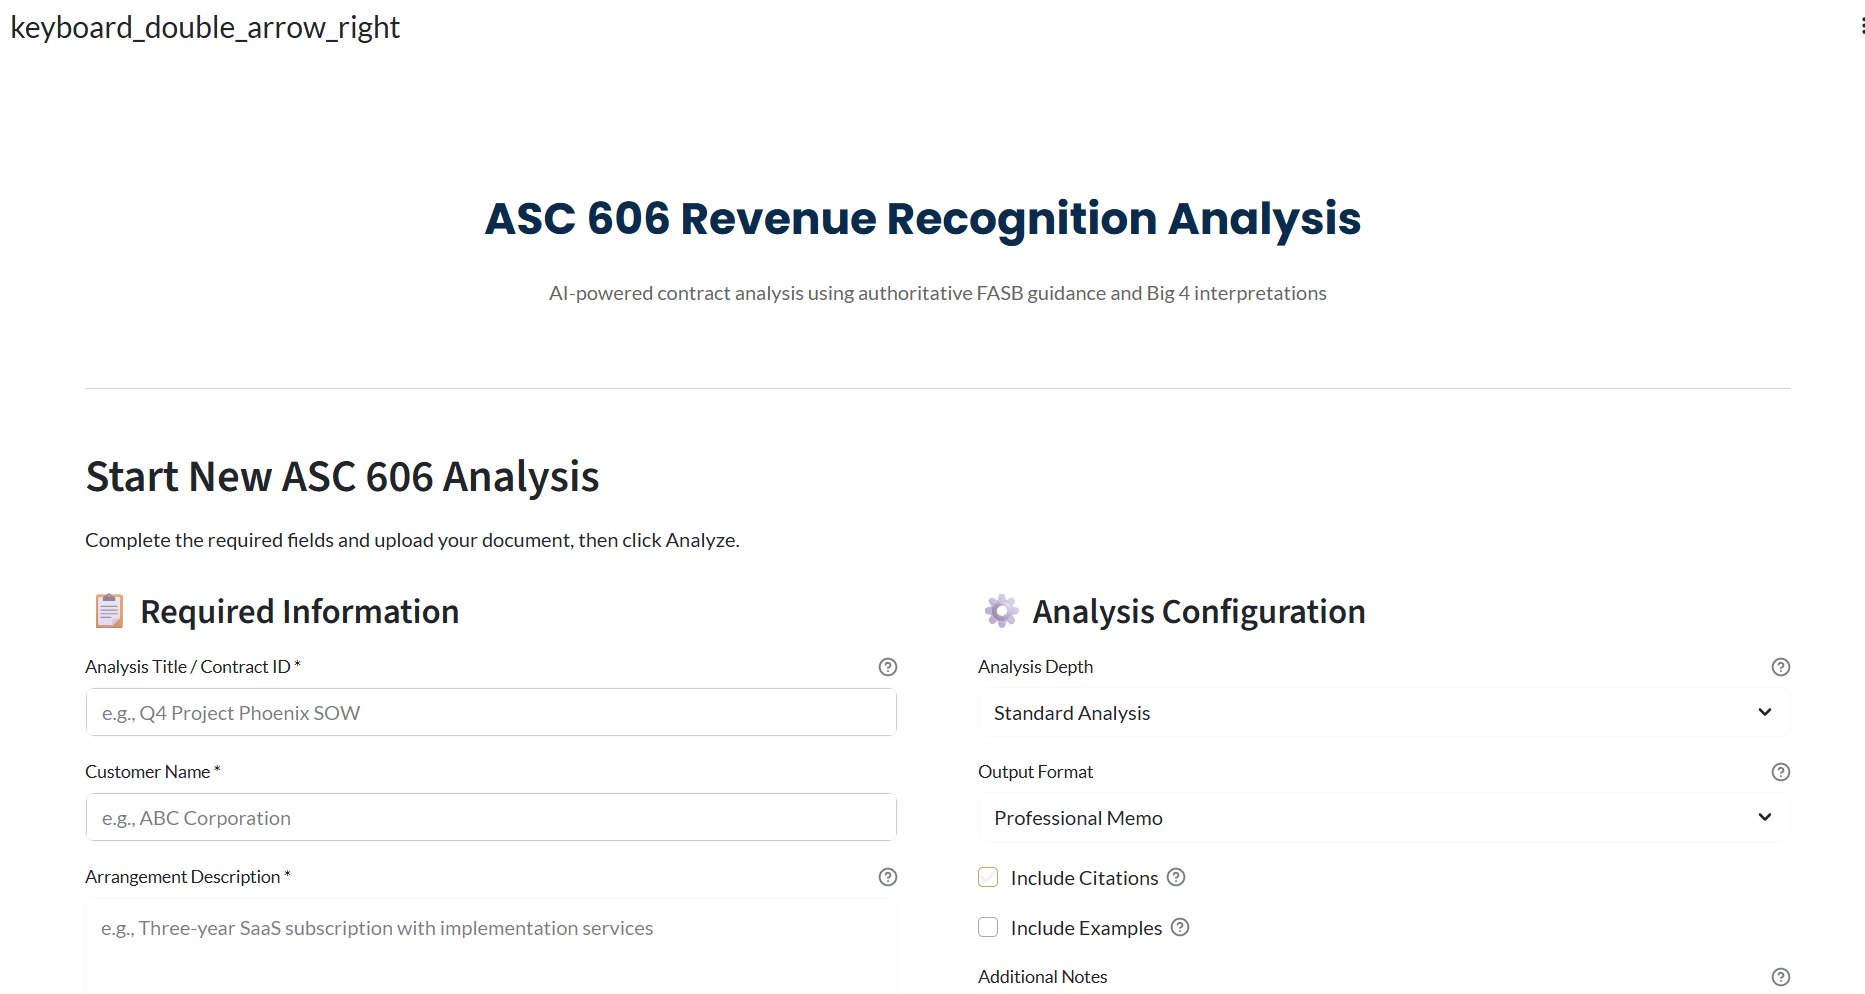 keyboard_double_arrow_right
ASC 606 Revenue Recognition Analysis
AI-powered contract analysis using authoritative FASB guidance and Big 4 interpretations
Start New ASC 606 Analysis
Complete the required fields and upload your document, then click Analyze.
Required Information
Analysis Title / Contract ID *
e.g., Q4 Project Phoenix SOW
Customer Name *
e.g., ABC Corporation
Arrangement Description *
e.g., Three-year SaaS subscription with implementation services
Analysis Configuration
Analysis Depth
Standard Analysis
Output Format
Professional Memo
Include Citations
Include Examples
Additional Notes